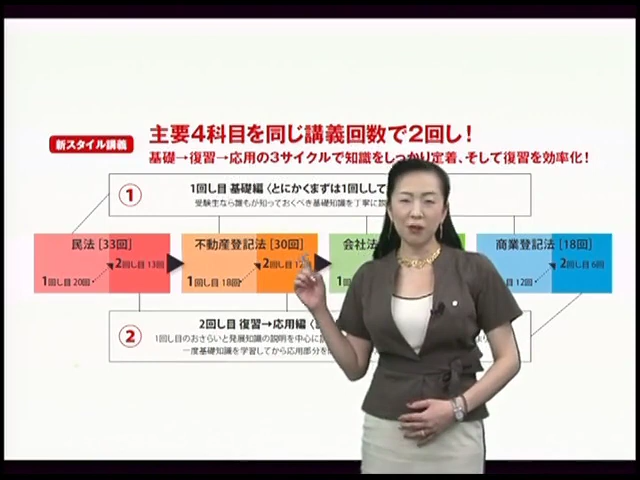 新スタイル講義
主要4科目を同じ講義回数で2回し！
基礎→復習→応用の3サイクルで知識をしっかり定着、そして復習を効率化！
① 1回し目 基礎編〈とにかくまずは1回して
受験生なら誰もが知っておくべき基礎知識を丁寧に説
民法[33回]
1回し目 20回
2回し目 13回
不動産登記法[30回]
1回し目 18回
2回し目 12
会社法
1回
商業登記法[18回]
目 12回
2回し目 6回
② 2回し目 復習→応用編
1回し目のおさらいと発展知識の説明を中心に
一度基礎知識を学習してから応用部分を